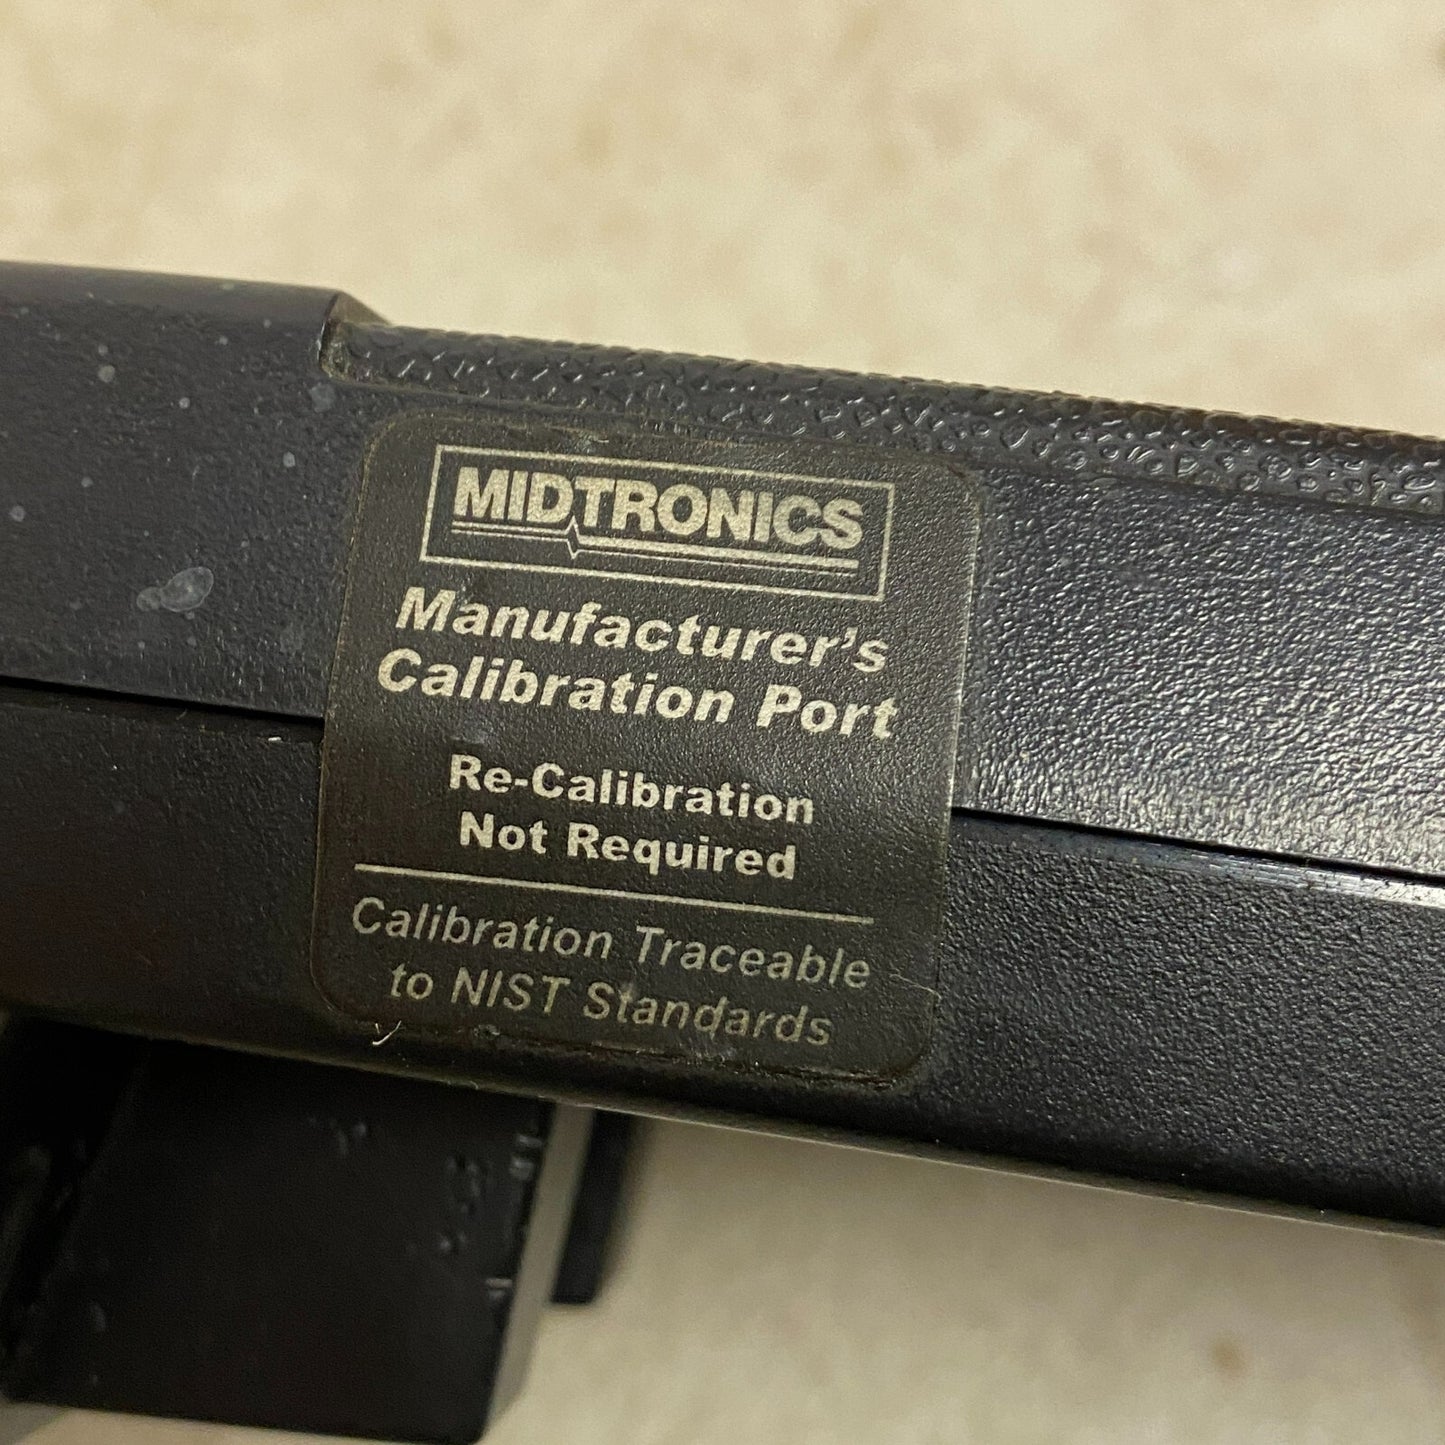 MIDTRONICS
Manufacturer's
Calibration Port
Re-Calibration
Not Required
Calibration Traceable
to NIST Standards